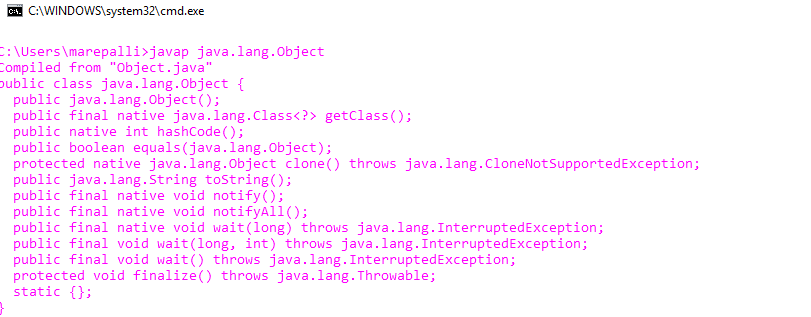 C:\WINDOWS\system32\cmd.exe
C:\Users\marepalli>javap java.lang.Object
Compiled from "Object.java"
public class java.lang.Object {
  public java.lang.Object();
  public final native java.lang.Class<?> getClass();
  public native int hashCode();
  public boolean equals(java.lang.Object);
  protected native java.lang.Object clone() throws java.lang.CloneNotSupportedException;
  public java.lang.String toString();
  public final native void notify();
  public final native void notifyAll();
  public final native void wait(long) throws java.lang.InterruptedException;
  public final void wait(long, int) throws java.lang.InterruptedException;
  public final void wait() throws java.lang.InterruptedException;
  protected void finalize() throws java.lang.Throwable;
  static {};
}